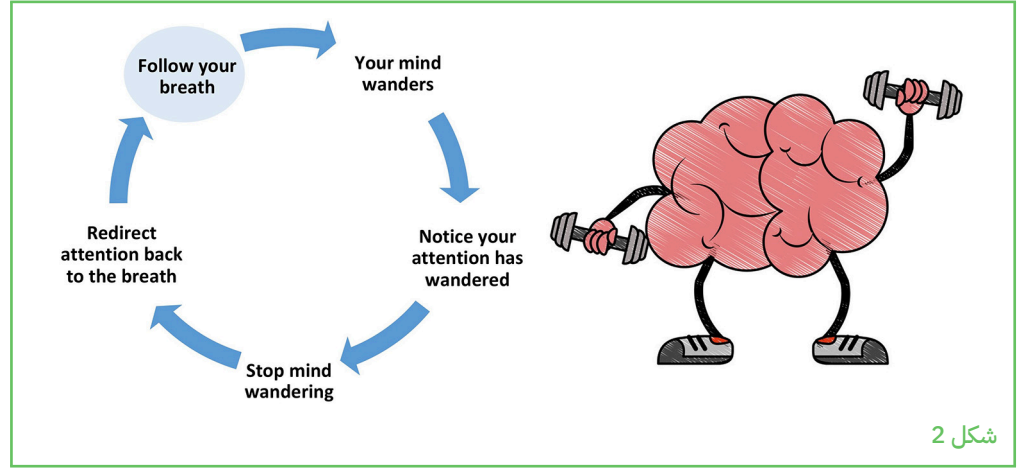 Follow your
breath
Your mind
wanders
Notice your
attention has
wandered
Stop mind
wandering
Redirect
attention back
to the breath
شكل 2